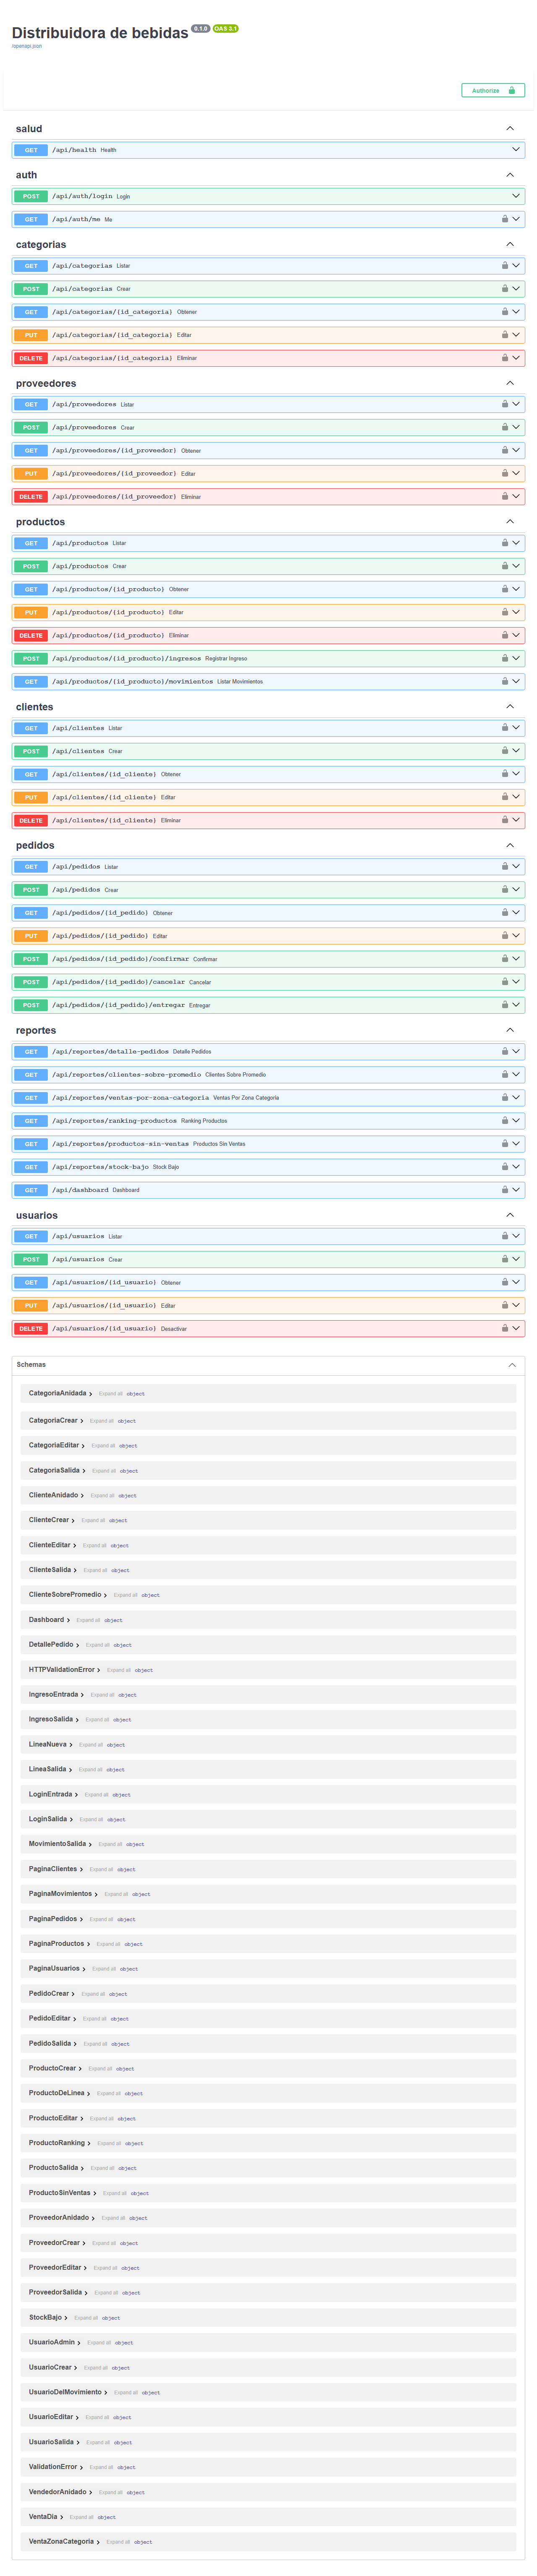 Distribuidora de bebidas 0.1.0 OAS 3.1
/openapi.json
Authorize
salud
GET /api/health Health
auth
POST /api/auth/login Login
GET /api/auth/me Me
categorias
GET /api/categorias Listar
POST /api/categorias Crear
GET /api/categorias/{id_categoria} Obtener
PUT /api/categorias/{id_categoria} Editar
DELETE /api/categorias/{id_categoria} Eliminar
proveedores
GET /api/proveedores Listar
POST /api/proveedores Crear
GET /api/proveedores/{id_proveedor} Obtener
PUT /api/proveedores/{id_proveedor} Editar
DELETE /api/proveedores/{id_proveedor} Eliminar
productos
GET /api/productos Listar
POST /api/productos Crear
GET /api/productos/{id_producto} Obtener
PUT /api/productos/{id_producto} Editar
DELETE /api/productos/{id_producto} Eliminar
POST /api/productos/{id_producto}/ingresos Registrar Ingreso
GET /api/productos/{id_producto}/movimientos Listar Movimientos
clientes
GET /api/clientes Listar
POST /api/clientes Crear
GET /api/clientes/{id_cliente} Obtener
PUT /api/clientes/{id_cliente} Editar
DELETE /api/clientes/{id_cliente} Eliminar
pedidos
GET /api/pedidos Listar
POST /api/pedidos Crear
GET /api/pedidos/{id_pedido} Obtener
PUT /api/pedidos/{id_pedido} Editar
POST /api/pedidos/{id_pedido}/confirmar Confirmar
POST /api/pedidos/{id_pedido}/cancelar Cancelar
POST /api/pedidos/{id_pedido}/entregar Entregar
reportes
GET /api/reportes/detalle-pedidos Detalle Pedidos
GET /api/reportes/clientes-sobre-promedio Clientes Sobre Promedio
GET /api/reportes/ventas-por-zona-categoria Ventas Por Zona Categoria
GET /api/reportes/ranking-productos Ranking Productos
GET /api/reportes/productos-sin-ventas Productos Sin Ventas
GET /api/reportes/stock-bajo Stock Bajo
GET /api/dashboard Dashboard
usuarios
GET /api/usuarios Listar
POST /api/usuarios Crear
GET /api/usuarios/{id_usuario} Obtener
PUT /api/usuarios/{id_usuario} Editar
DELETE /api/usuarios/{id_usuario} Desactivar
Schemas
CategoriaAnidada Expand all object
CategoriaCrear Expand all object
CategoriaEditar Expand all object
CategoriaSalida Expand all object
ClienteAnidado Expand all object
ClienteCrear Expand all object
ClienteEditar Expand all object
ClienteSalida Expand all object
ClienteSobrePromedio Expand all object
Dashboard Expand all object
DetallePedido Expand all object
HTTPValidationError Expand all object
IngresoEntrada Expand all object
IngresoSalida Expand all object
LineaNueva Expand all object
LineaSalida Expand all object
LoginEntrada Expand all object
LoginSalida Expand all object
MovimientoSalida Expand all object
PaginaClientes Expand all object
PaginaMovimientos Expand all object
PaginaPedidos Expand all object
PaginaProductos Expand all object
PaginaUsuarios Expand all object
PedidoCrear Expand all object
PedidoEditar Expand all object
PedidoSalida Expand all object
ProductoCrear Expand all object
ProductoDeLinea Expand all object
ProductoEditar Expand all object
ProductoRanking Expand all object
ProductoSalida Expand all object
ProductoSinVentas Expand all object
ProveedorAnidado Expand all object
ProveedorCrear Expand all object
ProveedorEditar Expand all object
ProveedorSalida Expand all object
StockBajo Expand all object
UsuarioAdmin Expand all object
UsuarioCrear Expand all object
UsuarioDelMovimiento Expand all object
UsuarioEditar Expand all object
UsuarioSalida Expand all object
ValidationError Expand all object
VendedorAnidado Expand all object
VentaDia Expand all object
VentaZonaCategoria Expand all object